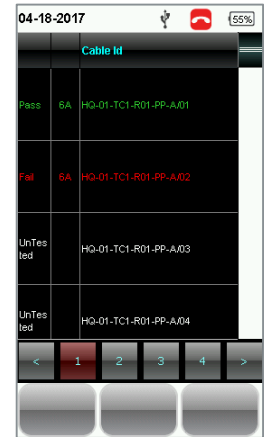 04-18-2017 55%
Cable Id
Pass 6A HQ-01-TC1-R01-PP-A/01
Fail 6A HQ-01-TC1-R01-PP-A/02
UnTes
ted HQ-01-TC1-R01-PP-A/03
UnTes
ted HQ-01-TC1-R01-PP-A/04
< 1 2 3 4 >